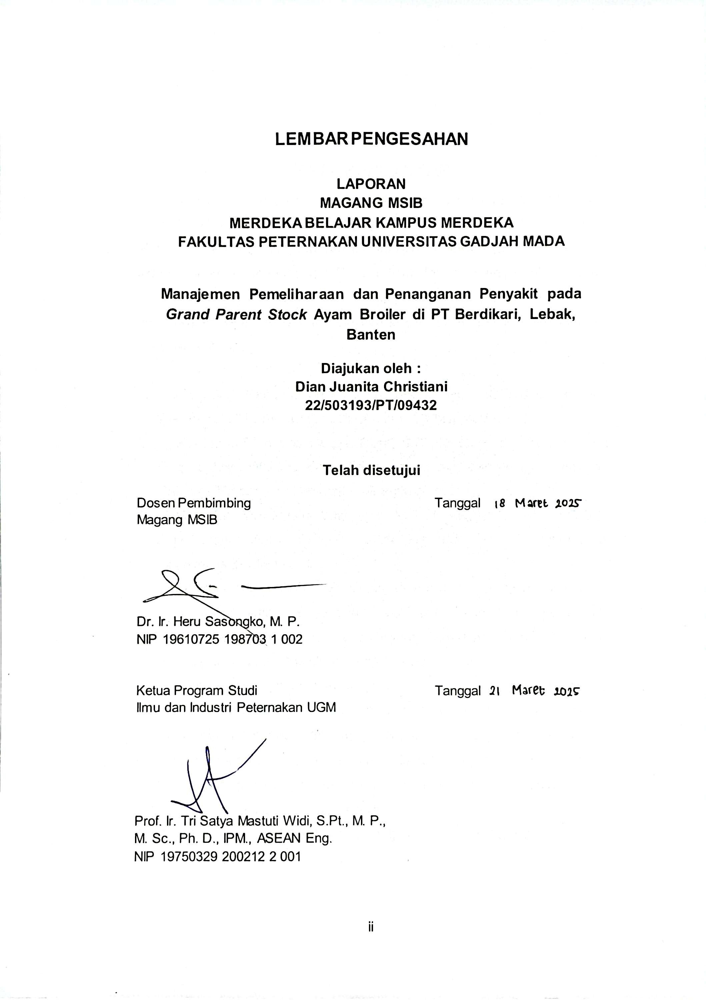 LEMBAR PENGESAHAN
LAPORAN
MAGANG MSIB
MERDEKA BELAJAR KAMPUS MERDEKA
FAKULTAS PETERNAKAN UNIVERSITAS GADJAH MADA
Manajemen Pemeliharaan dan Penanganan Penyakit pada
Grand Parent Stock Ayam Broiler di PT Berdikari, Lebak,
Banten
Diajukan oleh :
Dian Juanita Christiani
22/503193/PT/09432
Telah disetujui
Dosen Pembimbing Tanggal 18 Maret 2025
Magang MSIB
Dr. Ir. Heru Sasongko, M. P.
NIP 19610725 198703 1 002
Ketua Program Studi Tanggal 21 Maret 2025
Ilmu dan Industri Peternakan UGM
Prof. Ir. Tri Satya Mastuti Widi, S.Pt., M. P.,
M. Sc., Ph. D., IPM., ASEAN Eng.
NIP 19750329 200212 2 001
ii